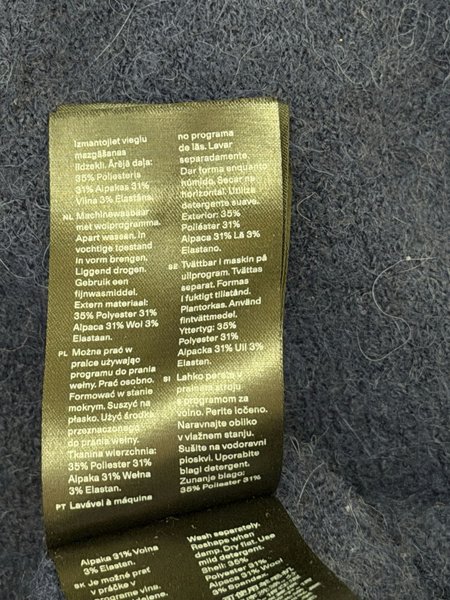 Izmantojiet vieglu
mazgāšanas
līdzekli. Ārējā daļa:
35% Poliesteris
31% Alpakas 31%
Vilna 3% Elastāns.
NL Machinewasbaar
met wolprogramma.
Apart wassen. In
vochtige toestand
in vorm brengen.
Liggend drogen.
Gebruik een
fijnwasmiddel.
Extern materiaal:
35% Polyester 31%
Alpaca 31% Wol 3%
Elastaan.
PL Można prać w
pralce używając
programu do prania
wełny. Prać osobno.
Formować w stanie
mokrym. Suszyć na
płasko. Użyć środka
przeznaczonego
do prania wełny.
Tkanina wierzchnia:
35% Poliester 31%
Alpaka 31% Wełna
3% Elastan.
PT Lavável à máquina
no programa
de lãs. Lavar
separadamente.
Dar forma enquanto
húmido. Secar na
horizontal. Utilize
detergente suave.
Exterior: 35%
Poliéster 31%
Alpaca 31% Lã 3%
Elastano.
SE Tvättbar i maskin på
ullprogram. Tvättas
separat. Formas
i fuktigt tillstånd.
Plantorkas. Använd
fintvättmedel.
Yttertyg: 35%
Polyester 31%
Alpacka 31% Ull 3%
Elastan.
SI Lahko perete v
pralnem stroju
s programom za
volno. Perite ločeno.
Naravnajte obliko
v vlažnem stanju.
Sušite na vodoravni
ploskvi. Uporabite
blagi detergent.
Zunanje blago:
35% Poliester 31%
Alpaka 31% Volna
3% Elasten.
SK Je možné prať
v práčke v
programe vlna.
Wash separately.
Reshape when
damp. Dry flat. Use
mild detergent.
Shell: 35%
Polyester 31%
Alpaca 31% Wool
3% Spandex.